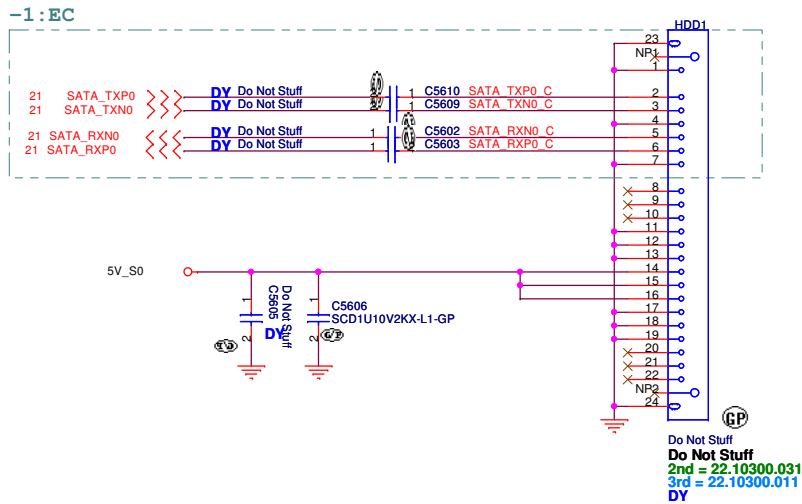 -1:EC
HDD1
23
NP1
1
21 SATA_TXP0 DY Do Not Stuff 1 C5610 SATA_TXP0_C 2
21 SATA_TXN0 DY Do Not Stuff 1 C5609 SATA_TXN0_C 3
4
21 SATA_RXN0 DY Do Not Stuff 1 C5602 SATA_RXN0_C 5
21 SATA_RXP0 DY Do Not Stuff 1 C5603 SATA_RXP0_C 6
7
8
9
10
11
12
13
5V_S0 14
15
16
17
18
19
20
21
22
NP2
24
1
2
C5605
Do Not Stuff
DY
1
2
C5606
SCD1U10V2KX-L1-GP
GP
Do Not Stuff
Do Not Stuff
2nd = 22.10300.031
3rd = 22.10300.011
DY